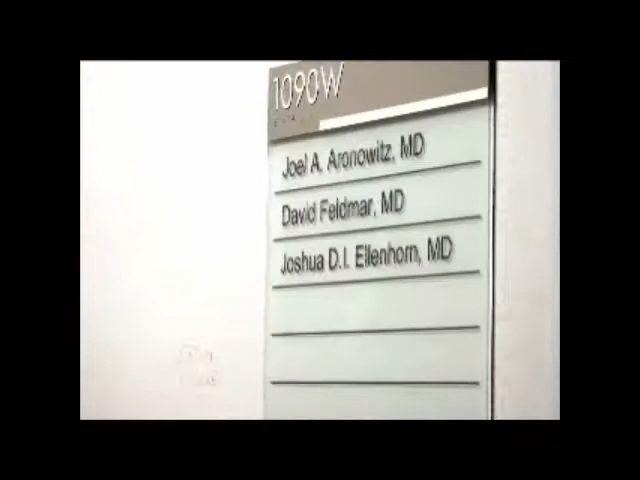 1090W
Joel A. Aronowitz, MD
David Feldmar, MD
Joshua D.I. Ellenhorn, MD